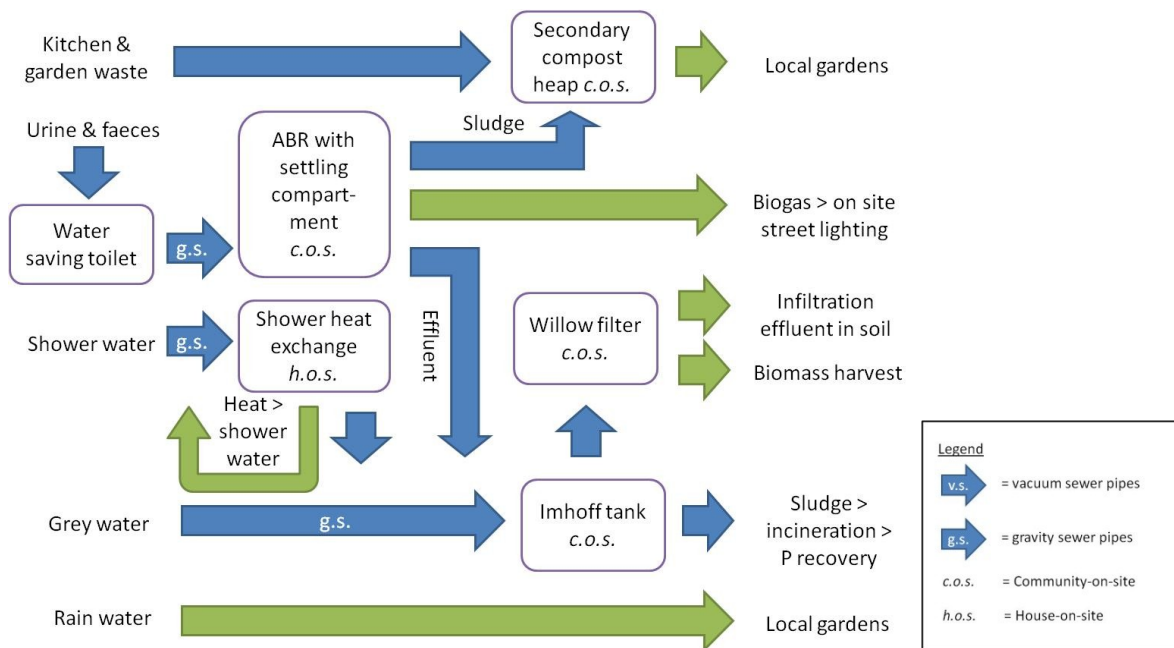 Kitchen &
garden waste
Secondary
compost
heap c.o.s.
Local gardens
Urine & faeces
ABR with
settling
compart-
ment
c.o.s.
Sludge
Water
saving toilet
g.s.
Biogas > on site
street lighting
Effluent
Shower water
g.s.
Shower heat
exchange
h.o.s.
Willow filter
c.o.s.
Infiltration
effluent in soil
Biomass harvest
Heat >
shower
water
Grey water
g.s.
Imhoff tank
c.o.s.
Sludge >
incineration >
P recovery
Rain water
Local gardens
Legend
v.s. = vacuum sewer pipes
g.s. = gravity sewer pipes
c.o.s. = Community-on-site
h.o.s. = House-on-site